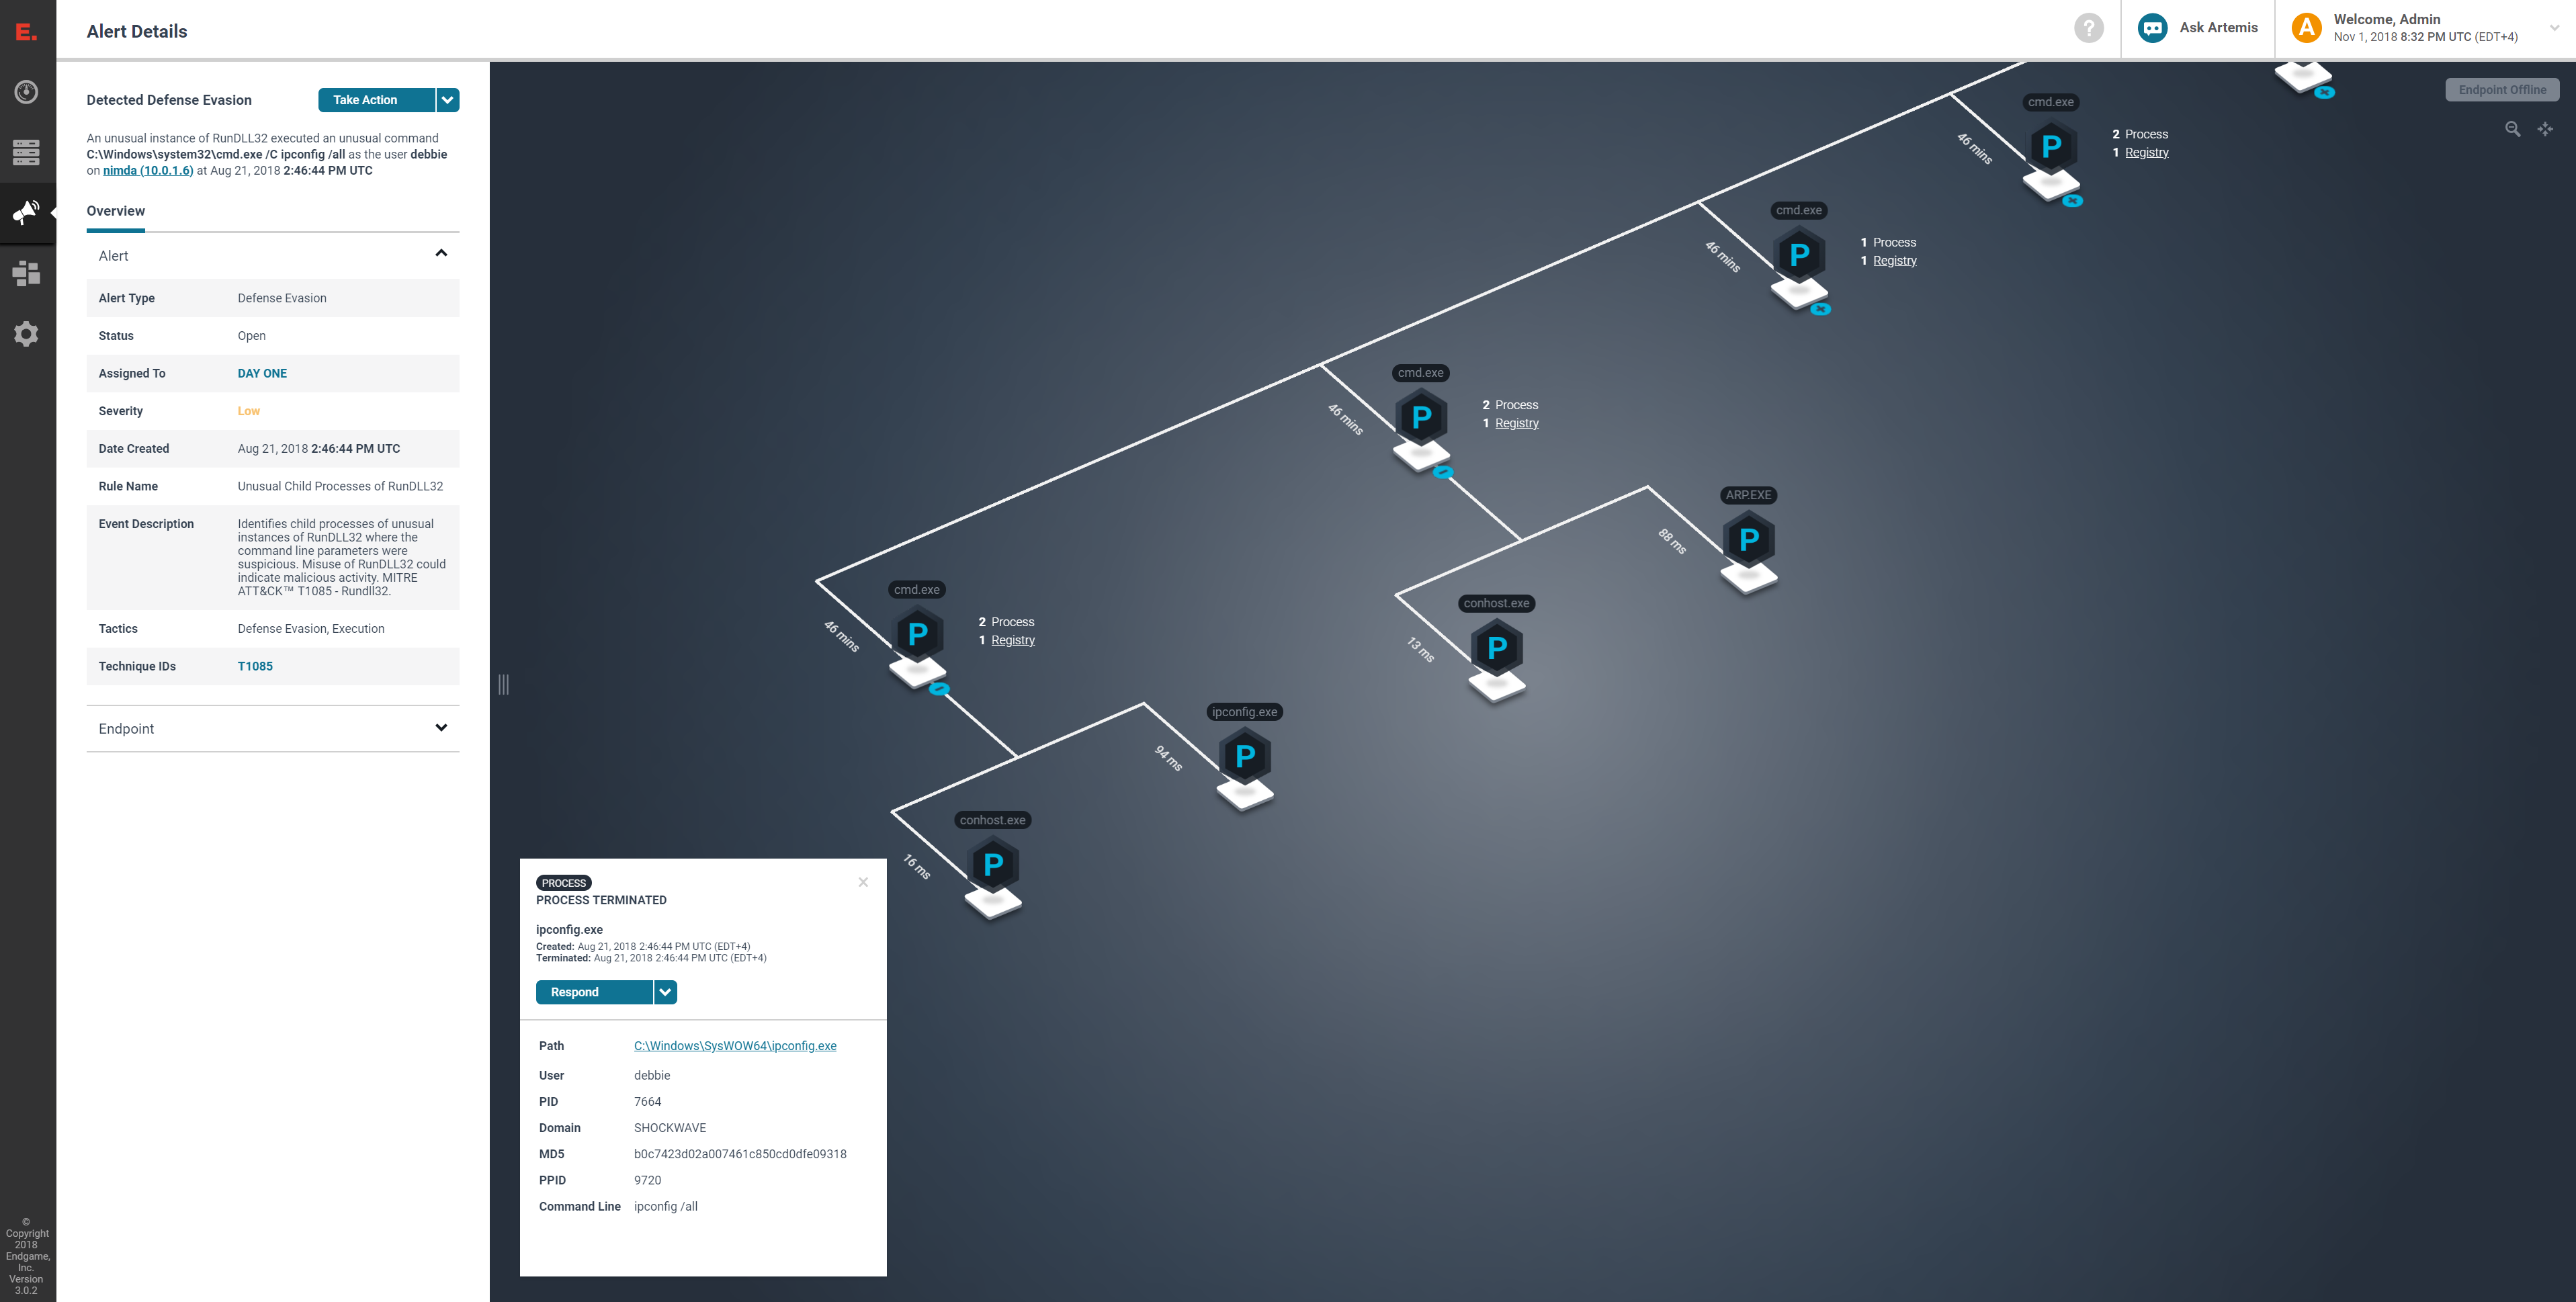 E.
Alert Details
?
Ask Artemis
A
Welcome, Admin
Nov 1, 2018 8:32 PM UTC (EDT+4)
Detected Defense Evasion
Take Action
An unusual instance of RunDLL32 executed an unusual command
C:\Windows\system32\cmd.exe /C ipconfig /all as the user debbie
on nimda (10.0.1.6) at Aug 21, 2018 2:46:44 PM UTC
Overview
Alert
Alert Type Defense Evasion
Status Open
Assigned To DAY ONE
Severity Low
Date Created Aug 21, 2018 2:46:44 PM UTC
Rule Name Unusual Child Processes of RunDLL32
Event Description Identifies child processes of unusual
instances of RunDLL32 where the
command line parameters were
suspicious. Misuse of RunDLL32 could
indicate malicious activity. MITRE
ATT&CK™ T1085 - Rundll32.
Tactics Defense Evasion, Execution
Technique IDs T1085
Endpoint
Endpoint Offline
cmd.exe
P
46 mins
2 Process
1 Registry
cmd.exe
P
46 mins
1 Process
1 Registry
cmd.exe
P
46 mins
2 Process
1 Registry
ARP.EXE
P
88 ms
conhost.exe
P
13 ms
cmd.exe
P
46 mins
2 Process
1 Registry
ipconfig.exe
P
94 ms
conhost.exe
P
16 ms
PROCESS
PROCESS TERMINATED
ipconfig.exe
Created: Aug 21, 2018 2:46:44 PM UTC (EDT+4)
Terminated: Aug 21, 2018 2:46:44 PM UTC (EDT+4)
Respond
Path C:\Windows\SysWOW64\ipconfig.exe
User debbie
PID 7664
Domain SHOCKWAVE
MD5 b0c7423d02a007461c850cd0dfe09318
PPID 9720
Command Line ipconfig /all
©
Copyright
2018
Endgame,
Inc.
Version
3.0.2